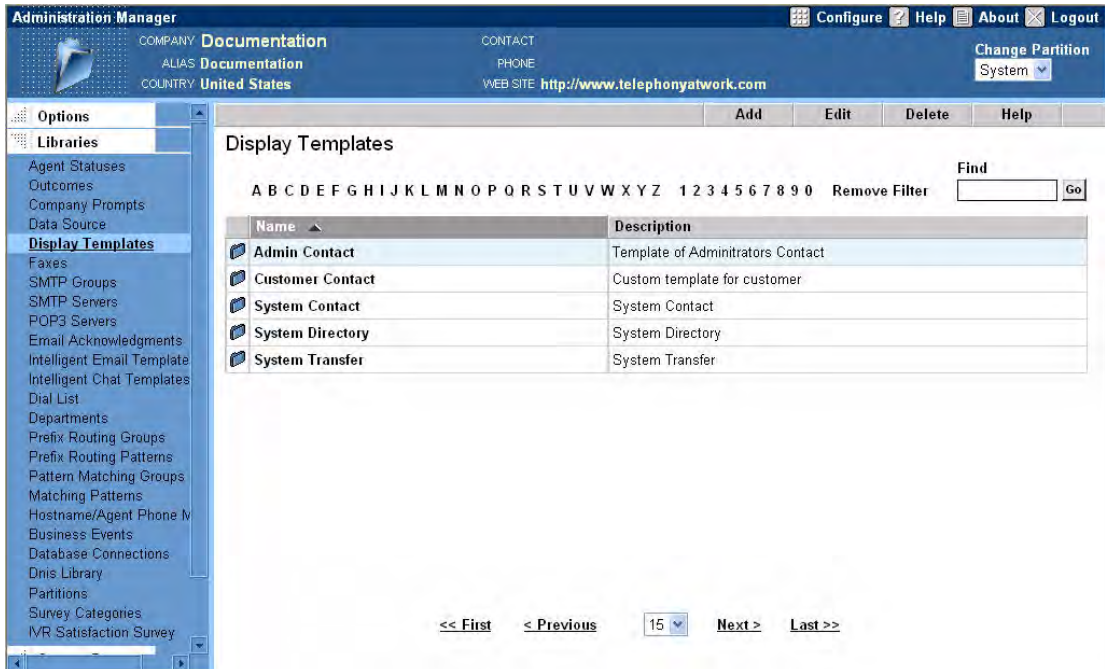 Administration Manager
Configure Help About Logout
COMPANY Documentation
ALIAS Documentation
COUNTRY United States
CONTACT
PHONE
WEB SITE http://www.telephonyatwork.com
Change Partition
System
Options
Libraries
Agent Statuses
Outcomes
Company Prompts
Data Source
Display Templates
Faxes
SMTP Groups
SMTP Servers
POP3 Servers
Email Acknowledgments
Intelligent Email Template
Intelligent Chat Templates
Dial List
Departments
Prefix Routing Groups
Prefix Routing Patterns
Pattern Matching Groups
Matching Patterns
Hostname/Agent Phone M
Business Events
Database Connections
Dnis Library
Partitions
Survey Categories
IVR Satisfaction Survey
Add Edit Delete Help
Display Templates
Find
A B C D E F G H I J K L M N O P Q R S T U V W X Y Z 1 2 3 4 5 6 7 8 9 0 Remove Filter Go
Name Description
Admin Contact Template of Adminitrators Contact
Customer Contact Custom template for customer
System Contact System Contact
System Directory System Directory
System Transfer System Transfer
<< First < Previous 15 Next > Last >>